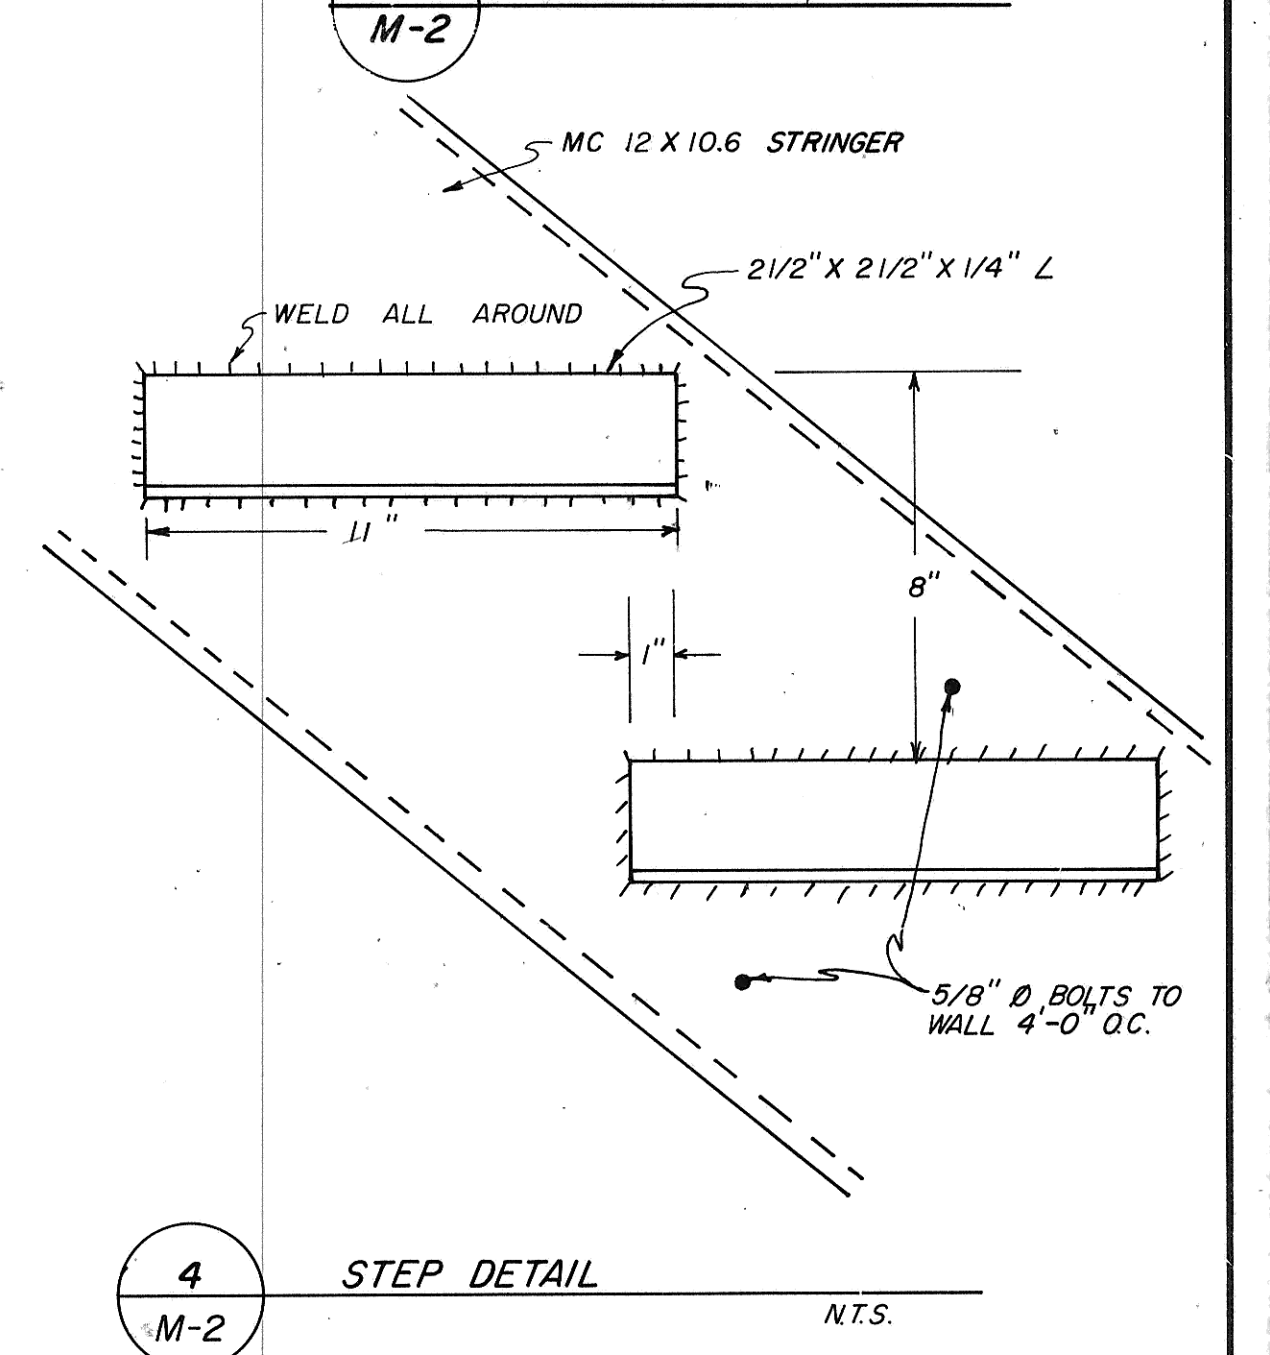 M-2
MC 12 X 10.6 STRINGER
2 1/2" X 2 1/2" X 1/4" L
WELD ALL AROUND
11"
8"
1"
5/8" Ø BOLTS TO
WALL 4'-0" O.C.
4
STEP DETAIL
M-2
N.T.S.